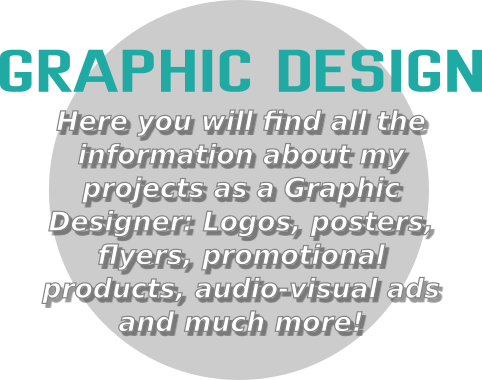 GRAPHIC DESIGN
Here you will find all the
information about my
projects as a Graphic
Designer: Logos, posters,
flyers, promotional
products, audio-visual ads
and much more!